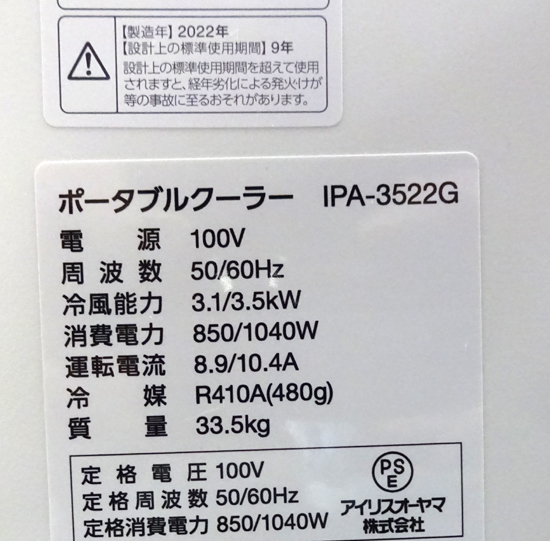 【製造年】2022年
【設計上の標準使用期間】9年
設計上の標準使用期間を超えて使用
されますと、経年劣化による発火けが
等の事故に至るおそれがあります。
ポータブルクーラー IPA-3522G
電源 100V
周波数 50/60Hz
冷風能力 3.1/3.5kW
消費電力 850/1040W
運転電流 8.9/10.4A
冷媒 R410A(480g)
質量 33.5kg
定格電圧 100V
定格周波数 50/60Hz
定格消費電力 850/1040W
PS
E
アイリスオーヤマ
株式会社